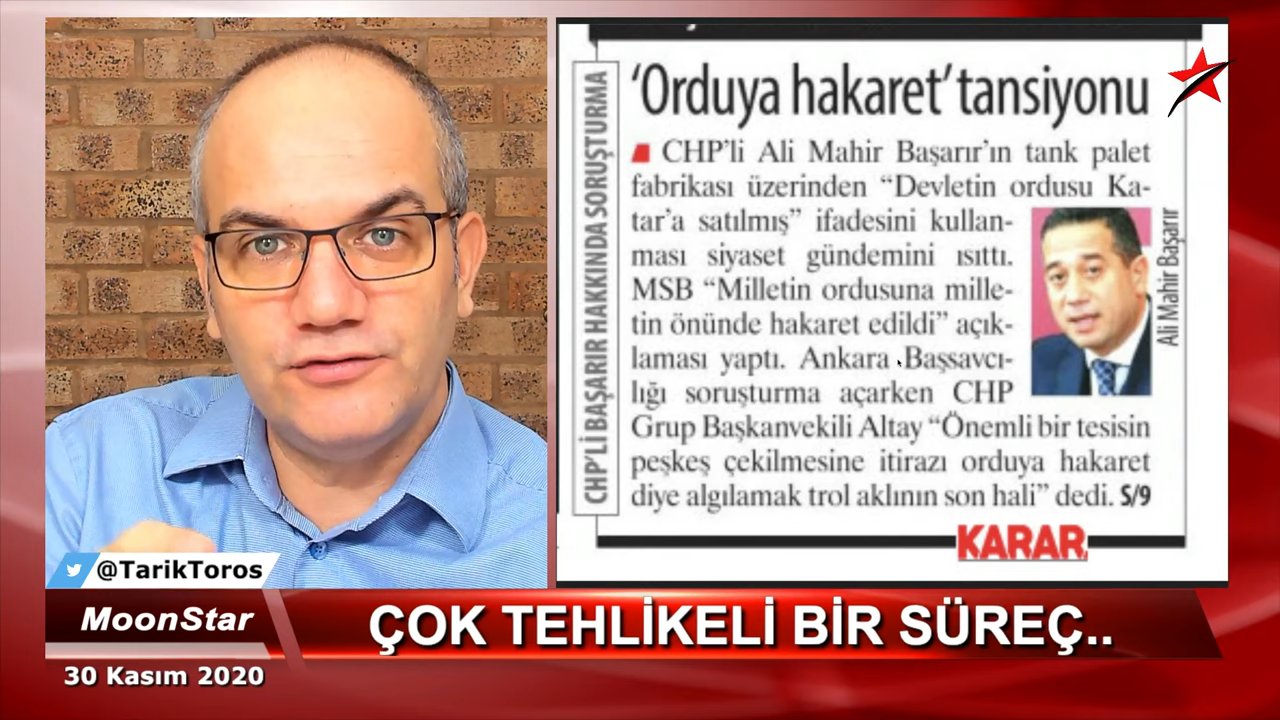 'Orduya hakaret' tansiyonu
CHP'Lİ BAŞARIR HAKKINDA SORUŞTURMA
CHP'li Ali Mahir Başarır'ın tank palet
fabrikası üzerinden "Devletin ordusu Ka-
tar'a satılmış" ifadesini kullan-
ması siyaset gündemini ısıttı.
MSB "Milletin ordusuna mille-
tin önünde hakaret edildi" açık-
laması yaptı. Ankara Başsavcı-
lığı soruşturma açarken CHP
Grup Başkanvekili Altay "Önemli bir tesisin
peşkeş çekilmesine itirazı orduya hakaret
diye algılamak trol aklının son hali" dedi. S/9
Ali Mahir Başarır
KARAR
@TarikToros
MoonStar
ÇOK TEHLİKELİ BİR SÜREÇ..
30 Kasım 2020